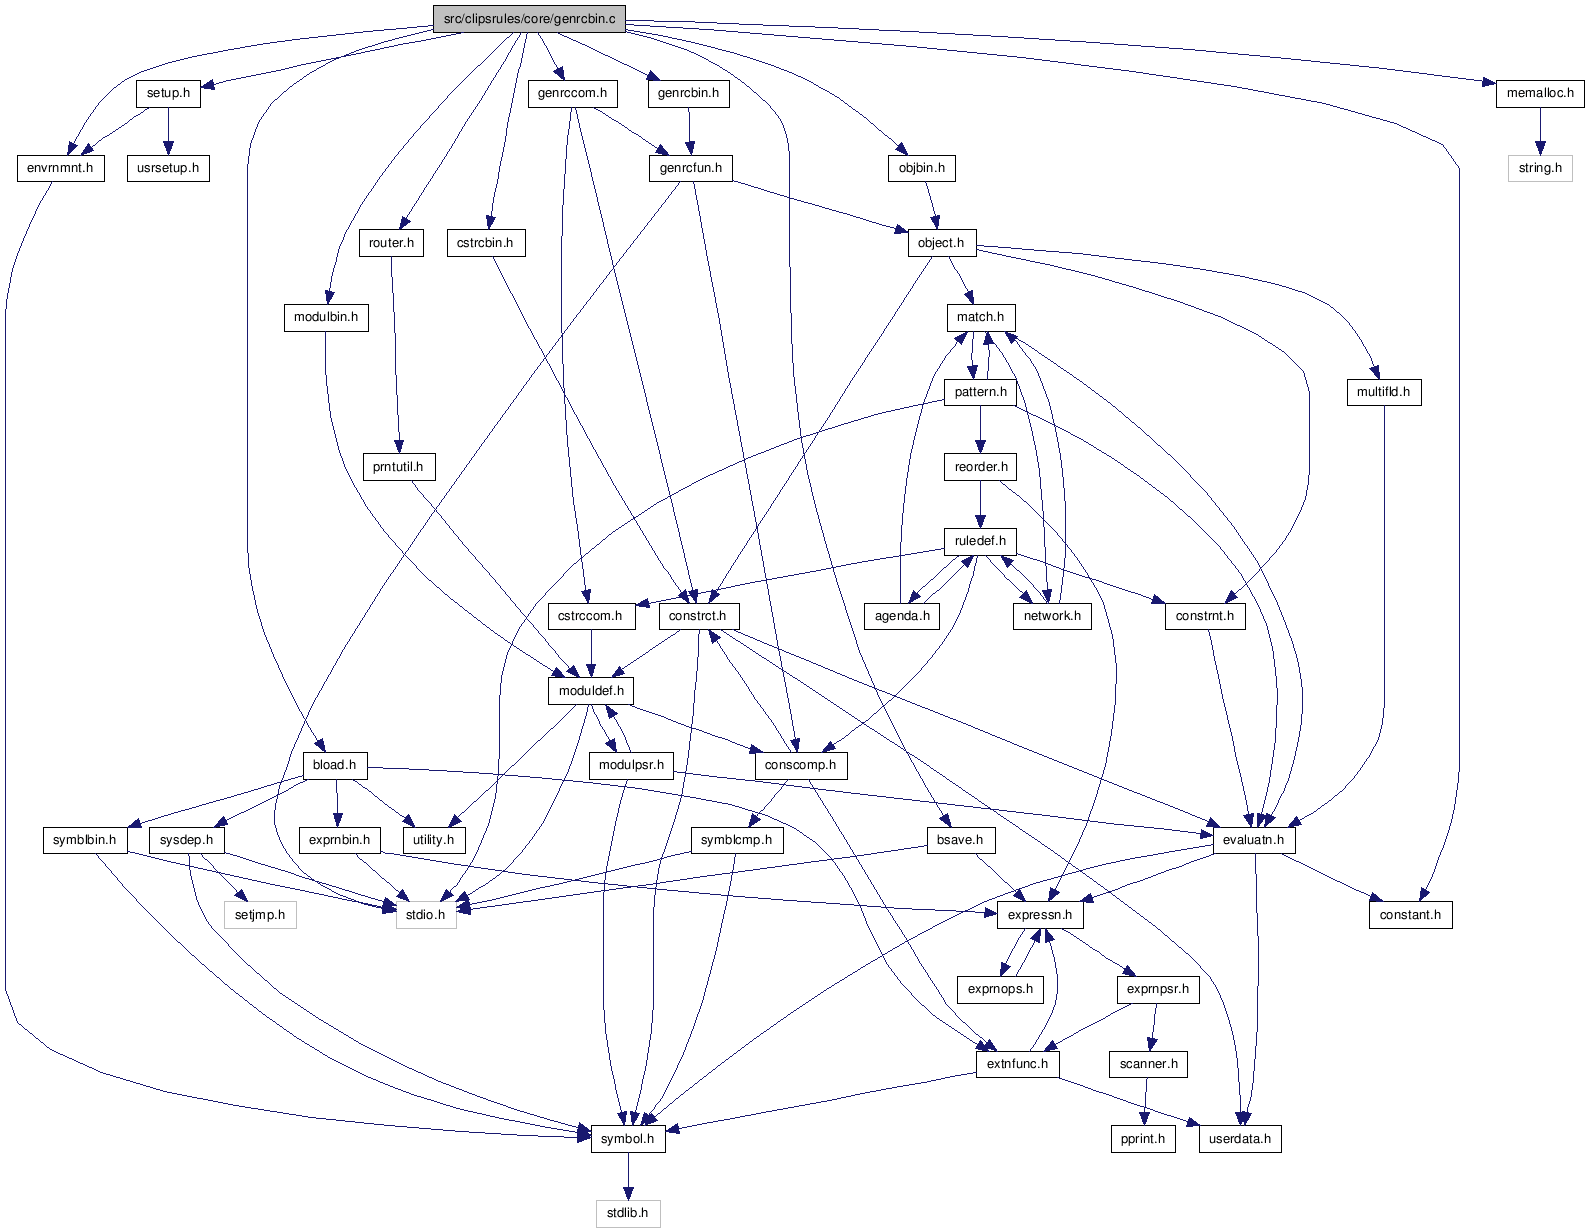 src/clipsrules/core/genrcbin.c
setup.h
genrccom.h
genrcbin.h
memalloc.h
envrnmnt.h
usrsetup.h
genrcfun.h
objbin.h
string.h
router.h
cstrcbin.h
object.h
modulbin.h
match.h
pattern.h
multifld.h
prntutil.h
reorder.h
ruledef.h
cstrccom.h
constrct.h
agenda.h
network.h
constrnt.h
moduldef.h
bload.h
modulpsr.h
conscomp.h
symblbin.h
sysdep.h
exprnbin.h
utility.h
symblcmp.h
bsave.h
evaluatn.h
setjmp.h
stdio.h
expressn.h
constant.h
exprnops.h
exprnpsr.h
extnfunc.h
scanner.h
symbol.h
pprint.h
userdata.h
stdlib.h